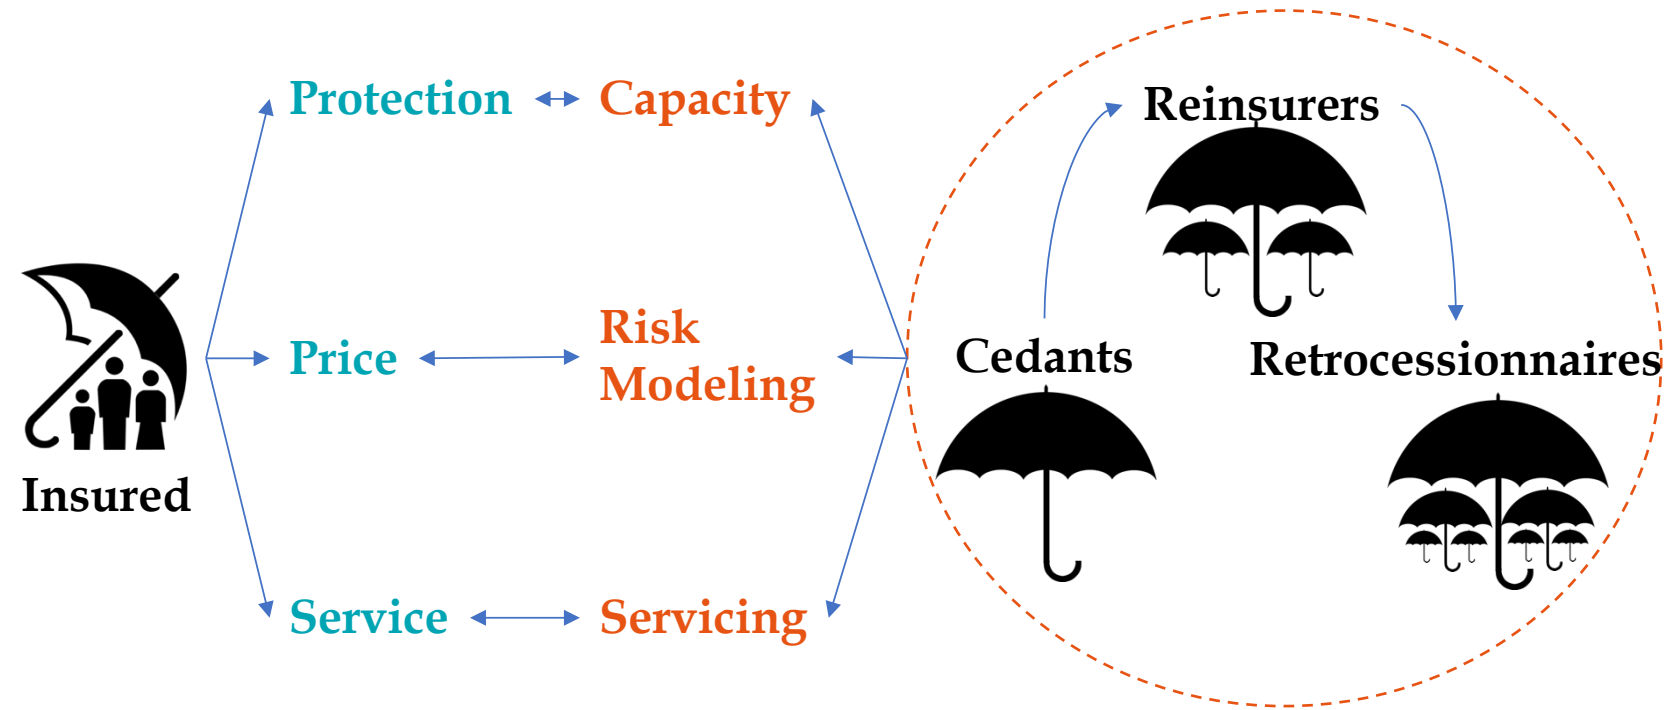 Protection
Capacity
Reinsurers
Risk
Modeling
Price
Cedants
Retrocessionnaires
Insured
Service
Servicing